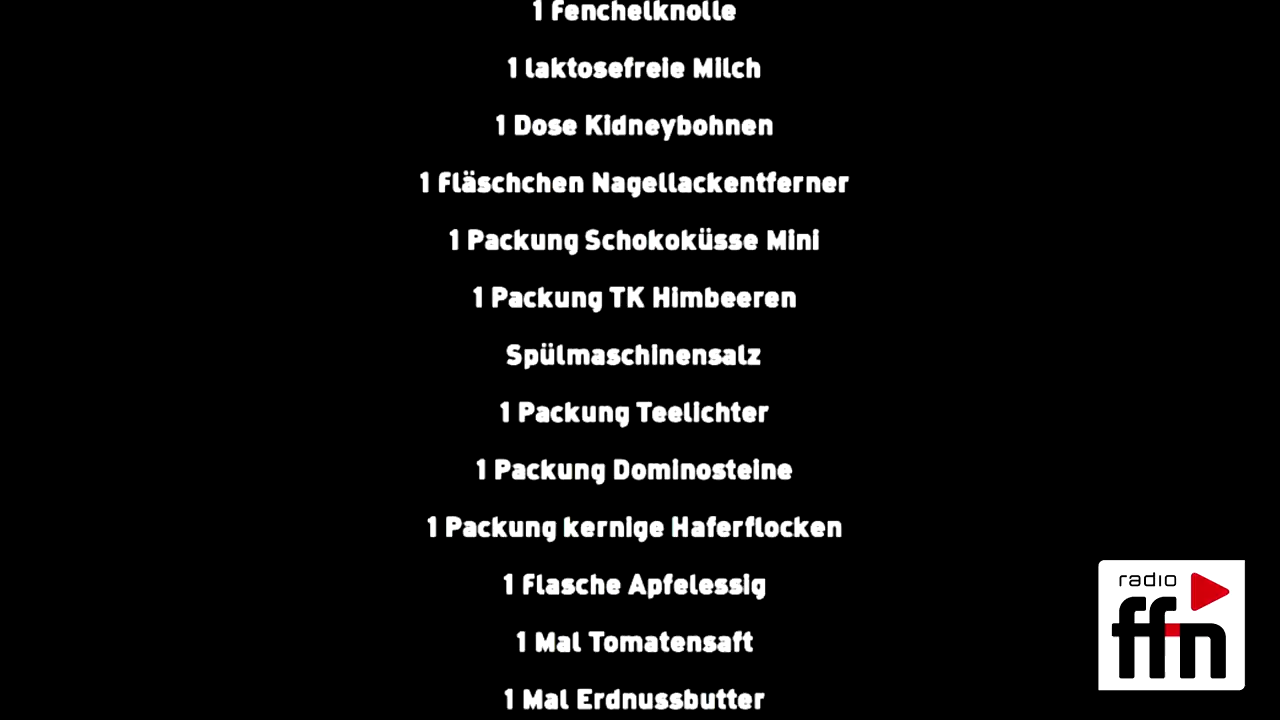 1 Fenchelknolle
1 laktosefreie Milch
1 Dose Kidneybohnen
1 Fläschchen Nagellackentferner
1 Packung Schokoküsse Mini
1 Packung TK Himbeeren
Spülmaschinensalz
1 Packung Teelichter
1 Packung Dominosteine
1 Packung kernige Haferflocken
1 Flasche Apfelessig
1 Mal Tomatensaft
1 Mal Erdnussbutter
radio
ffn